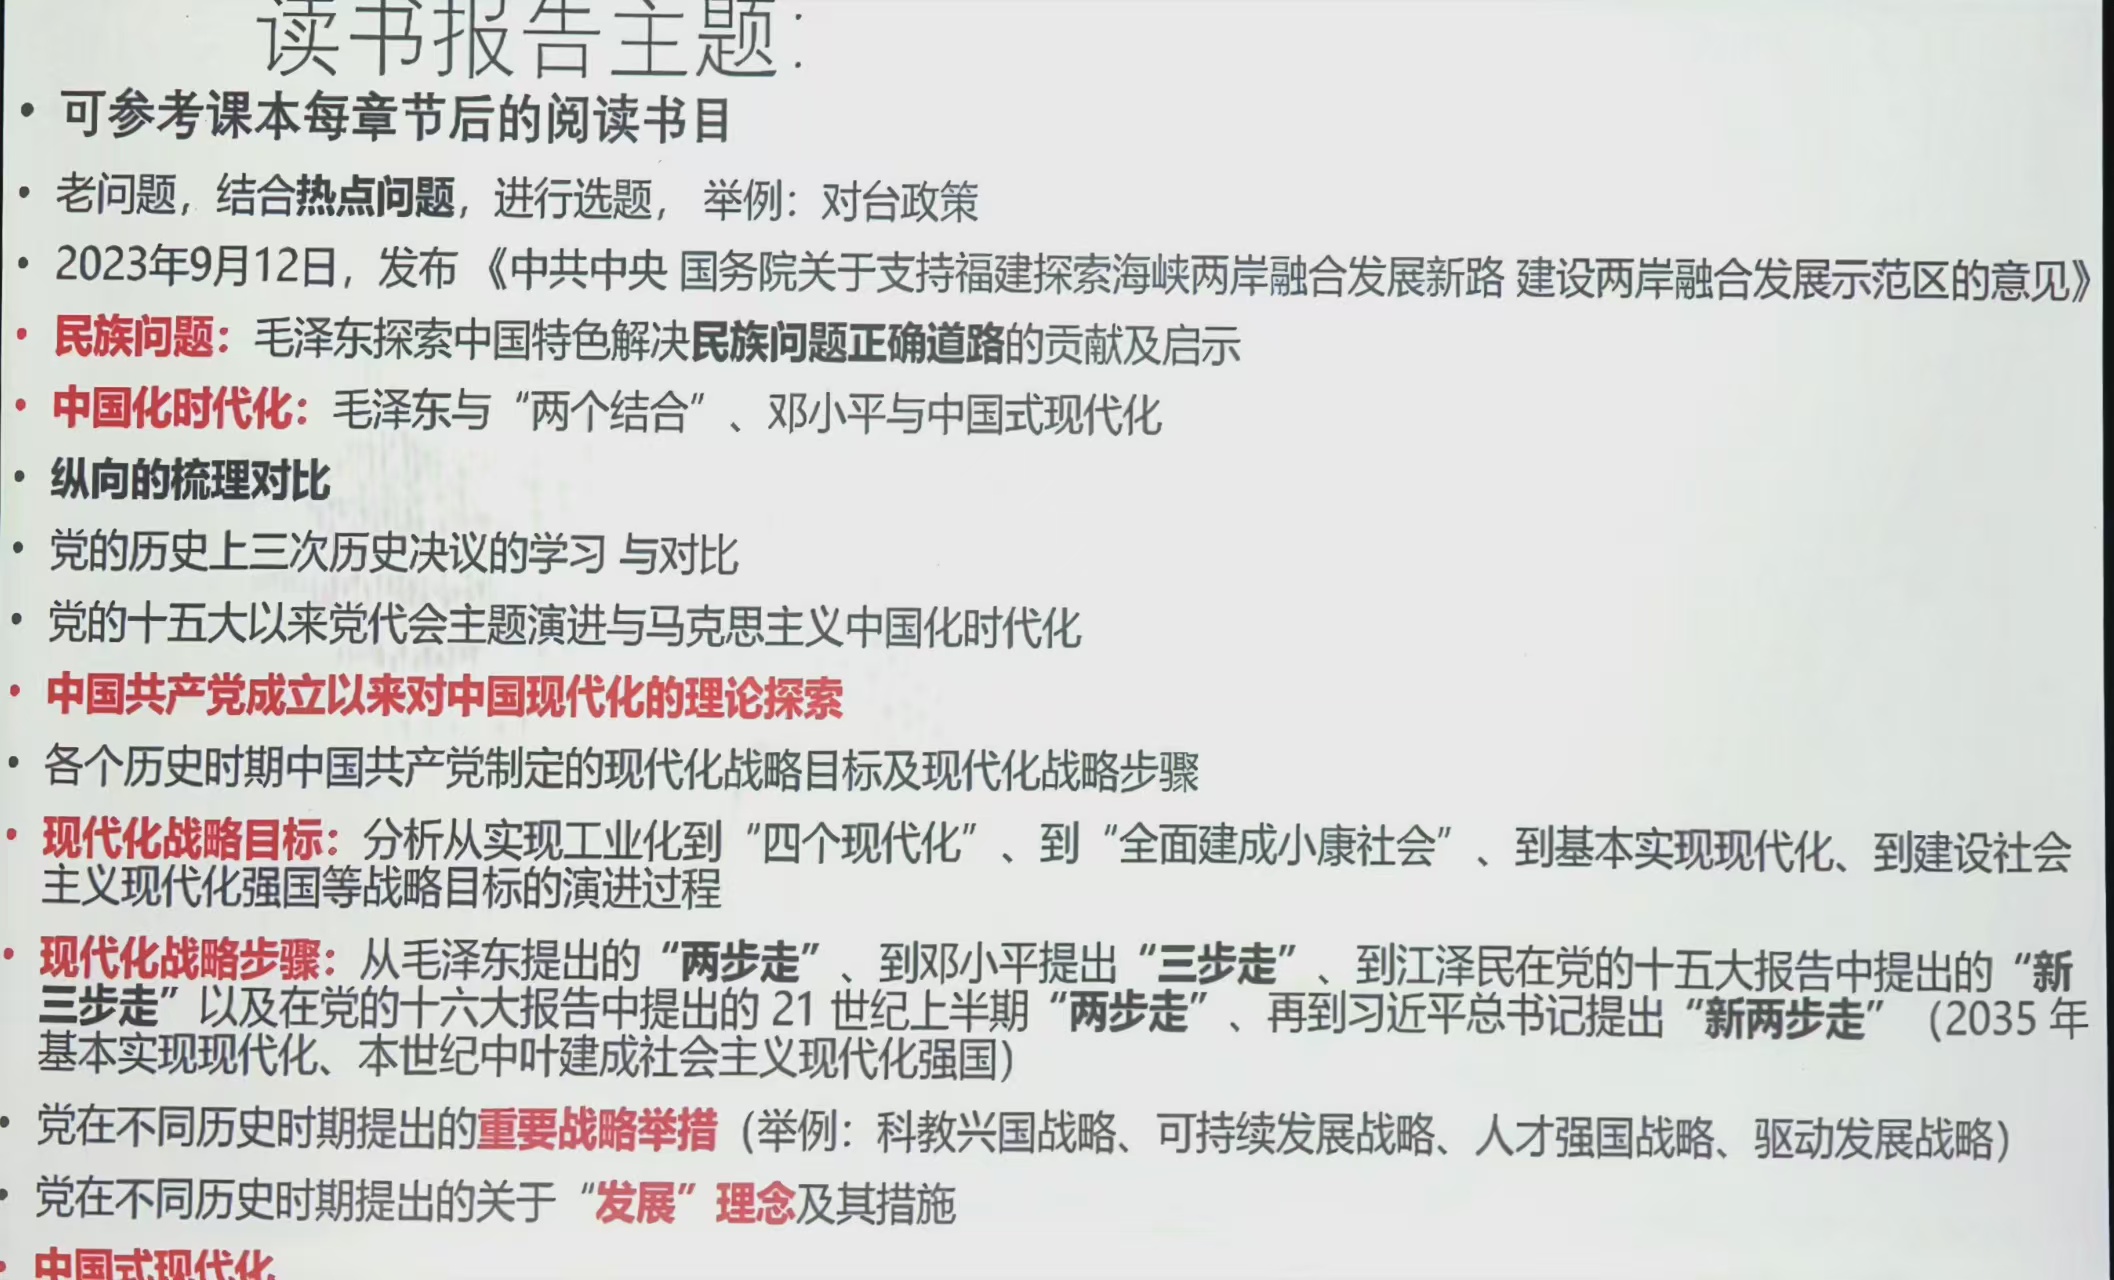 读书报告主题：
• 可参考课本每章节后的阅读书目
• 老问题，结合热点问题，进行选题， 举例：对台政策
• 2023年9月12日，发布 《中共中央 国务院关于支持福建探索海峡两岸融合发展新路 建设两岸融合发展示范区的意见》
• 民族问题：毛泽东探索中国特色解决民族问题正确道路的贡献及启示
• 中国化时代化：毛泽东与“两个结合”、邓小平与中国式现代化
• 纵向的梳理对比
• 党的历史上三次历史决议的学习 与对比
• 党的十五大以来党代会主题演进与马克思主义中国化时代化
• 中国共产党成立以来对中国现代化的理论探索
• 各个历史时期中国共产党制定的现代化战略目标及现代化战略步骤
• 现代化战略目标：分析从实现工业化到“四个现代化”、到“全面建成小康社会”、到基本实现现代化、到建设社会
主义现代化强国等战略目标的演进过程
• 现代化战略步骤：从毛泽东提出的“两步走”、到邓小平提出“三步走”、到江泽民在党的十五大报告中提出的“新
三步走”以及在党的十六大报告中提出的 21 世纪上半期“两步走”、再到习近平总书记提出“新两步走”（2035 年
基本实现现代化、本世纪中叶建成社会主义现代化强国）
• 党在不同历史时期提出的重要战略举措（举例：科教兴国战略、可持续发展战略、人才强国战略、驱动发展战略）
• 党在不同历史时期提出的关于“发展”理念及其措施
• 中国式现代化